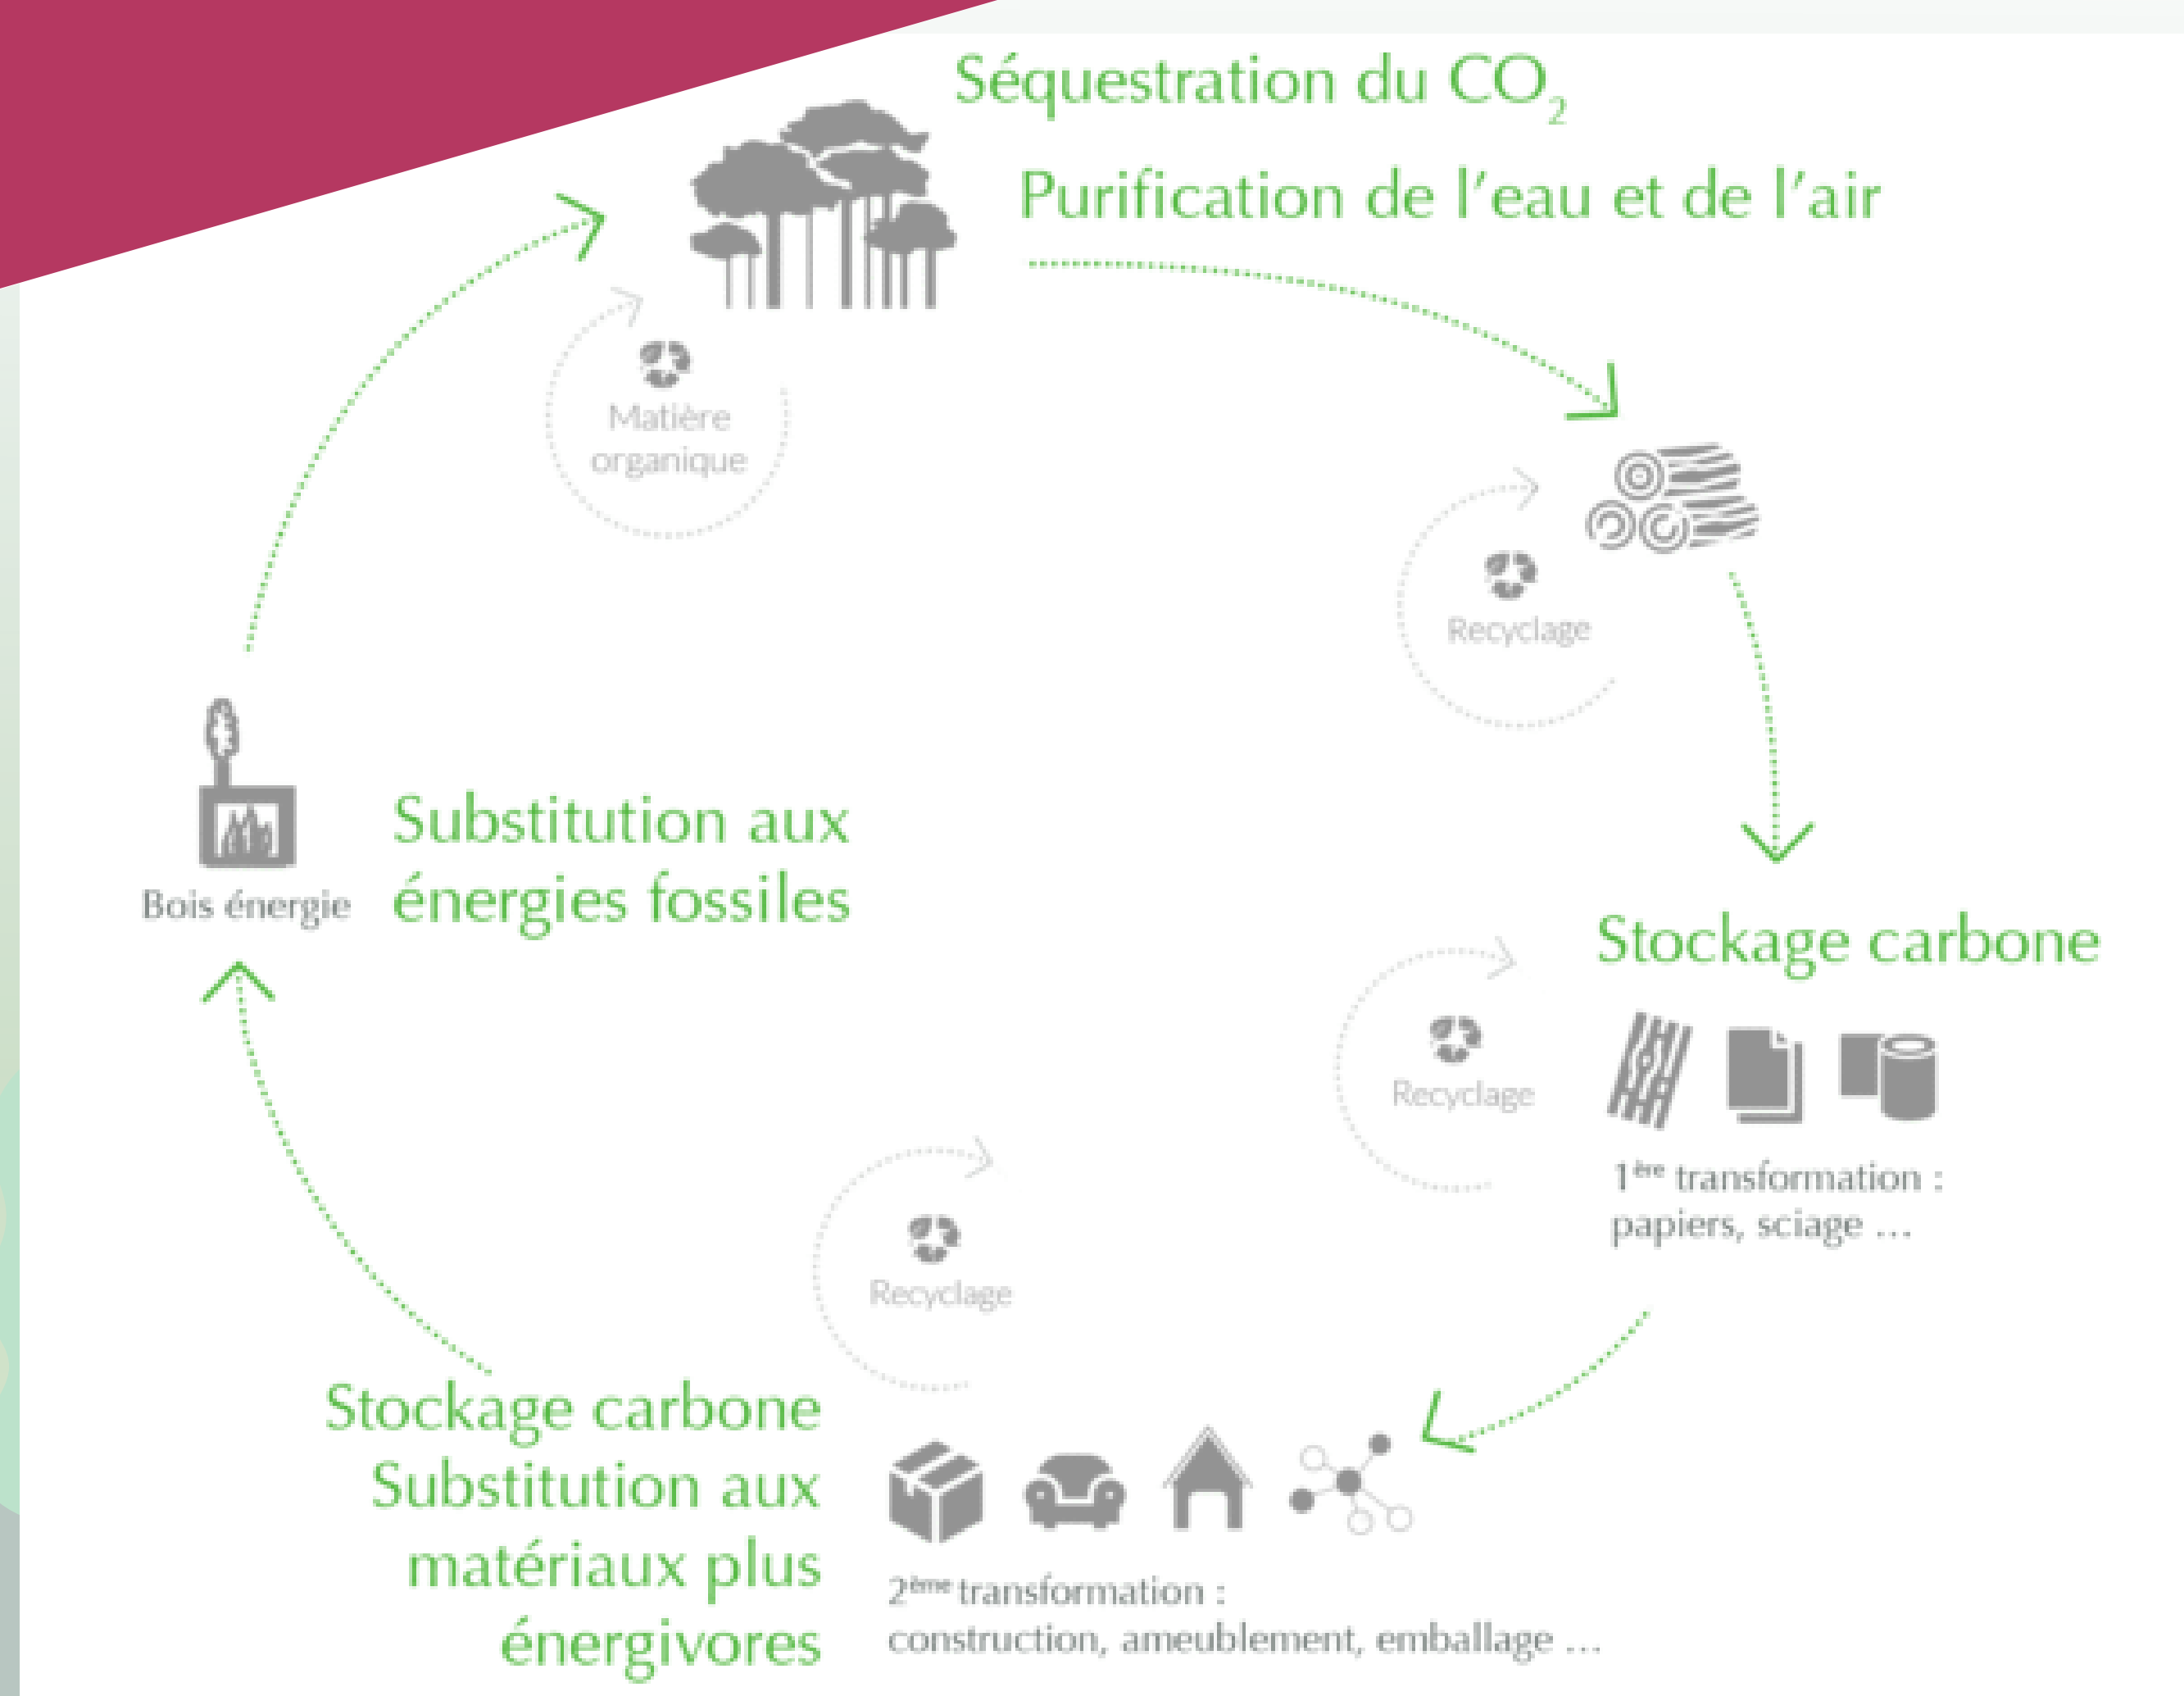 Séquestration du CO₂
Purification de l'eau et de l'air
Matière
organique
Recyclage
Substitution aux
énergies fossiles
Bois énergie
Stockage carbone
Recyclage
1ère transformation :
papiers, sciage ...
Recyclage
Stockage carbone
Substitution aux
matériaux plus
énergivores
2ème transformation :
construction, ameublement, emballage ...